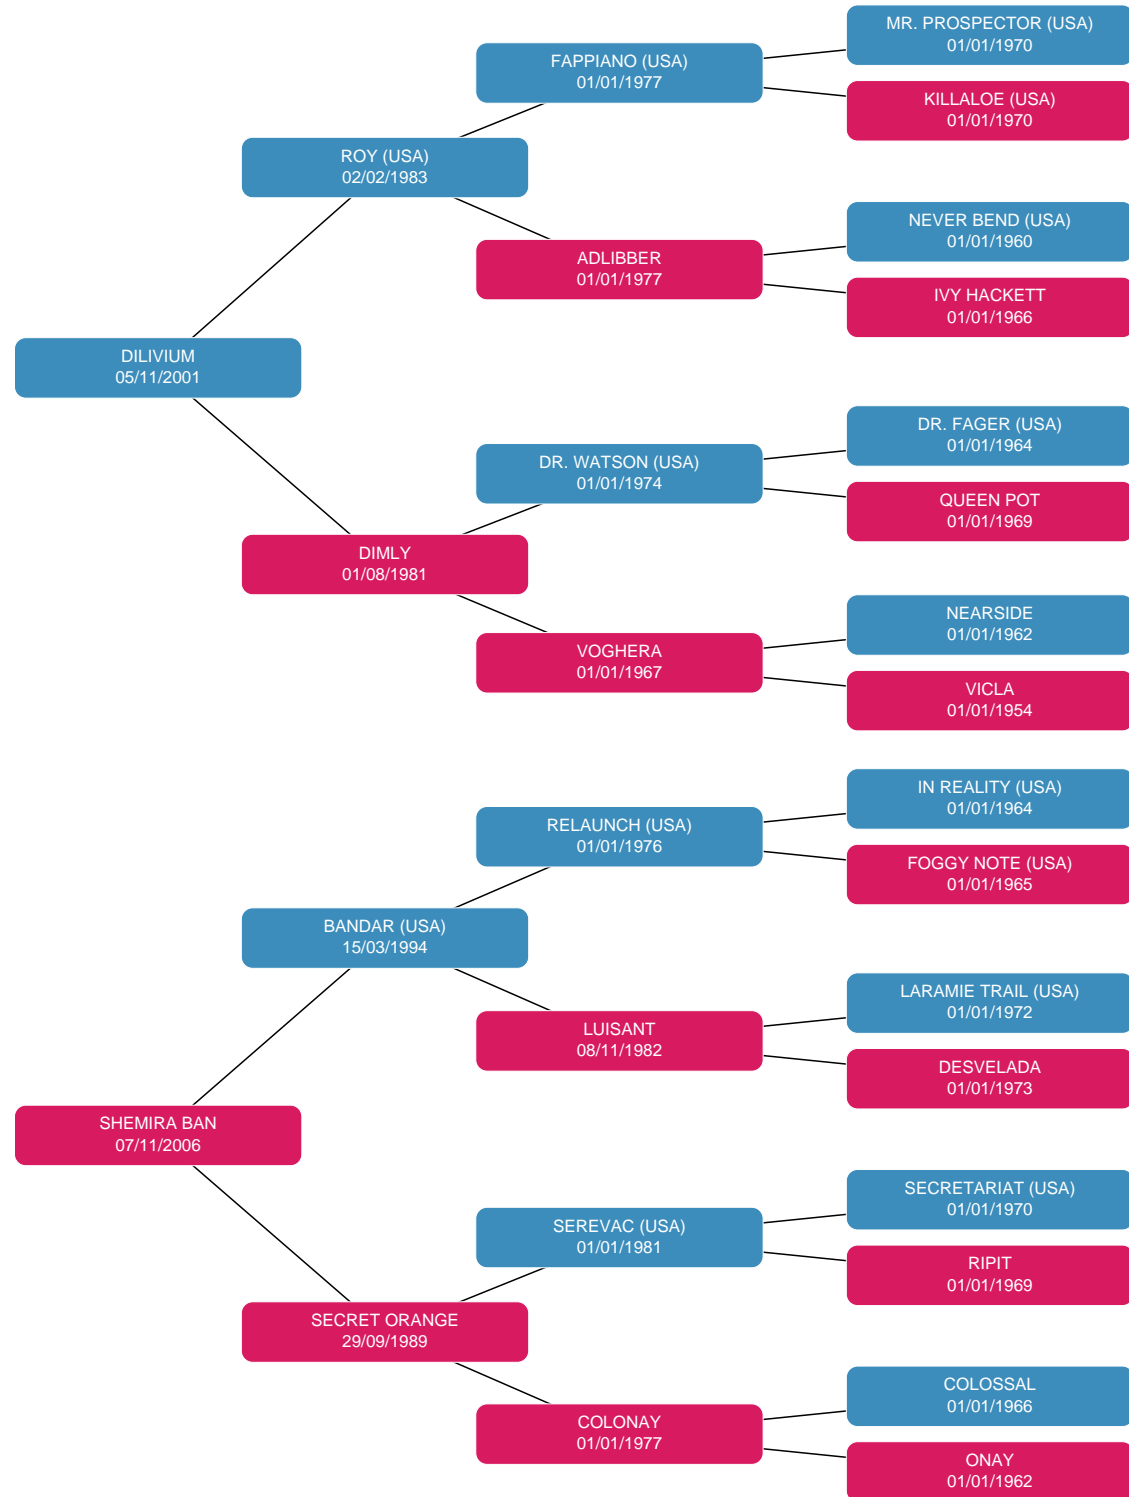 MR. PROSPECTOR (USA)
01/01/1970
FAPPIANO (USA)
01/01/1977
KILLALOE (USA)
01/01/1970
ROY (USA)
02/02/1983
NEVER BEND (USA)
01/01/1960
ADLIBBER
01/01/1977
IVY HACKETT
01/01/1966
DILIVIUM
05/11/2001
DR. FAGER (USA)
01/01/1964
DR. WATSON (USA)
01/01/1974
QUEEN POT
01/01/1969
DIMLY
01/08/1981
NEARSIDE
01/01/1962
VOGHERA
01/01/1967
VICLA
01/01/1954
IN REALITY (USA)
01/01/1964
RELAUNCH (USA)
01/01/1976
FOGGY NOTE (USA)
01/01/1965
BANDAR (USA)
15/03/1994
LARAMIE TRAIL (USA)
01/01/1972
LUISANT
08/11/1982
DESVELADA
01/01/1973
SHEMIRA BAN
07/11/2006
SECRETARIAT (USA)
01/01/1970
SEREVAC (USA)
01/01/1981
RIPIT
01/01/1969
SECRET ORANGE
29/09/1989
COLOSSAL
01/01/1966
COLONAY
01/01/1977
ONAY
01/01/1962